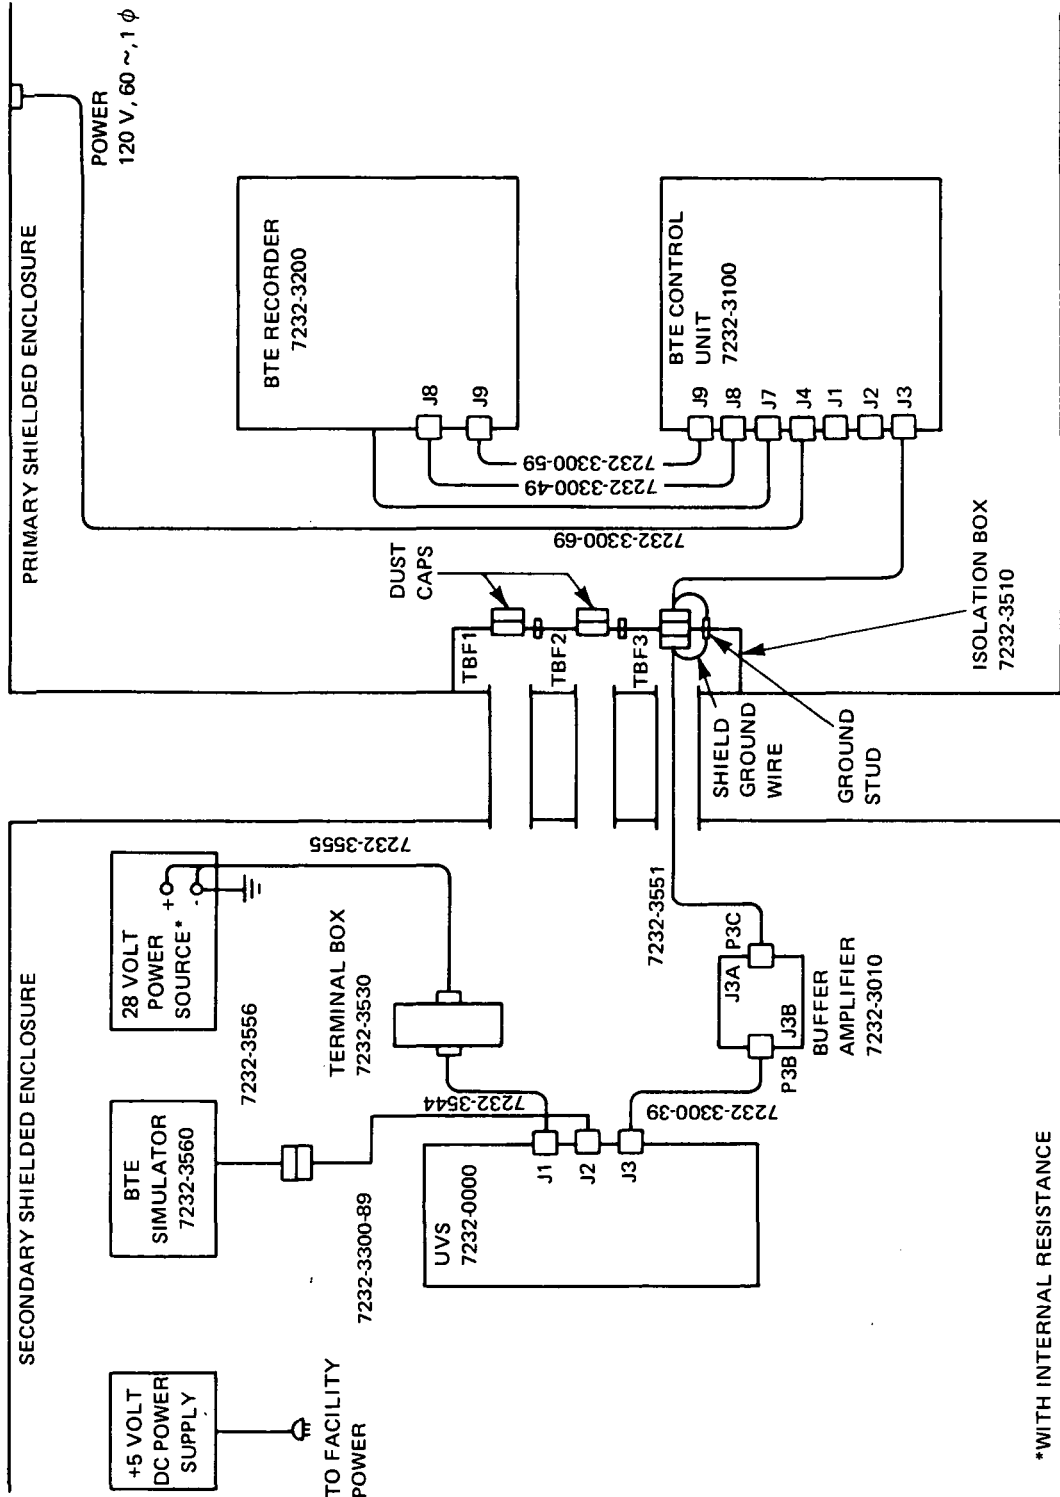 SECONDARY SHIELDED ENCLOSURE
PRIMARY SHIELDED ENCLOSURE
+5 VOLT
DC POWER
SUPPLY
TO FACILITY
POWER
BTE
SIMULATOR
7232-3560
7232-3556
7232-3300-89
28 VOLT
POWER
SOURCE*
+
-
7232-3555
TERMINAL BOX
7232-3530
7232-3544
UVS
7232-0000
J1
J2
J3
7232-3300-39
P3B
J3B
J3A
P3C
BUFFER
AMPLIFIER
7232-3010
7232-3551
TBF1
TBF2
TBF3
DUST
CAPS
SHIELD
GROUND
WIRE
GROUND
STUD
ISOLATION BOX
7232-3510
POWER
120 V, 60 ~, 1 ϕ
7232-3300-69
7232-3300-49
7232-3300-59
BTE RECORDER
7232-3200
J8
J9
BTE CONTROL
UNIT
7232-3100
J9
J8
J7
J4
J1
J2
J3
*WITH INTERNAL RESISTANCE